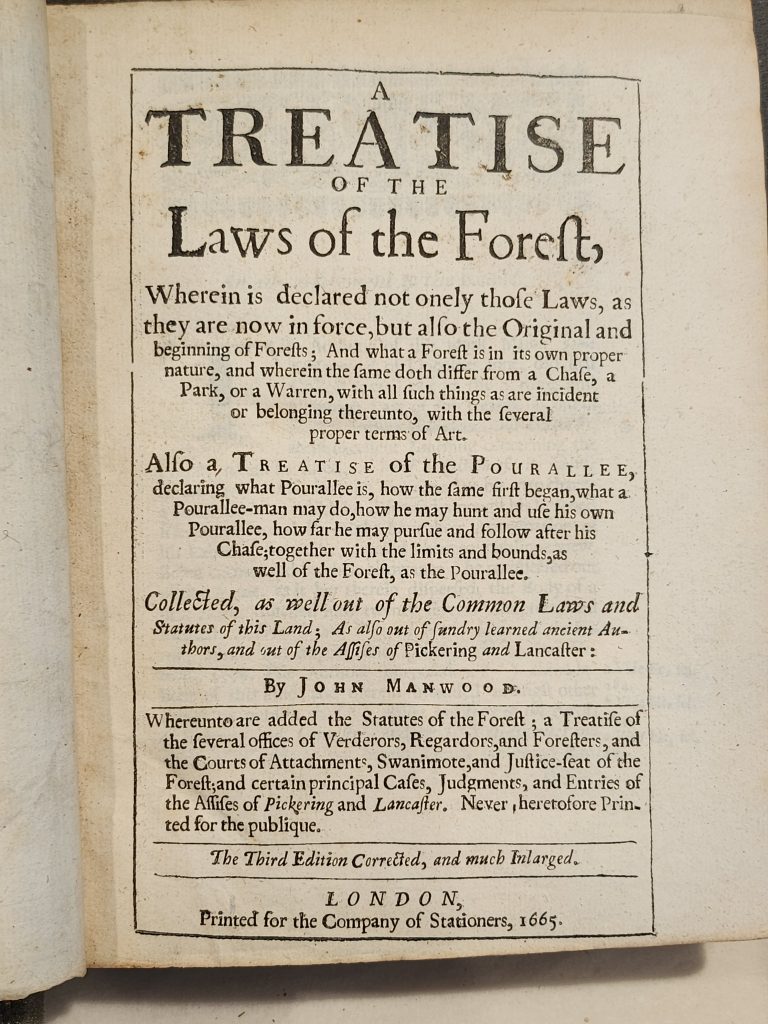 A
TREATISE
OF THE
Laws of the Foreſt,
Wherein is declared not onely thoſe Laws, as
they are now in force, but alſo the Original and
beginning of Foreſts; And what a Foreſt is in its own proper
nature, and wherein the ſame doth differ from a Chaſe, a
Park, or a Warren, with all ſuch things as are incident
or belonging thereunto, with the ſeveral
proper terms of Art.
Alſo a TREATISE of the POURALLEE,
declaring what Pourallee is, how the ſame firſt began, what a
Pourallee-man may do, how he may hunt and uſe his own
Pourallee, how far he may purſue and follow after his
Chaſe; together with the limits and bounds, as
well of the Foreſt, as the Pourallee.
Collected, as well out of the Common Laws and
Statutes of this Land; As alſo out of ſundry learned ancient Au-
thors, and out of the Aſſiſes of Pickering and Lancaſter:
By JOHN MANWOOD.
Whereunto are added the Statutes of the Foreſt; a Treatiſe of
the ſeveral offices of Verderors, Regardors, and Foreſters, and
the Courts of Attachments, Swanimote, and Juſtice-ſeat of the
Foreſt; and certain principal Caſes, Judgments, and Entries of
the Aſſiſes of Pickering and Lancaſter. Never heretofore Prin-
ted for the publique.
The Third Edition Corrected, and much Inlarged.
LONDON,
Printed for the Company of Stationers, 1665.